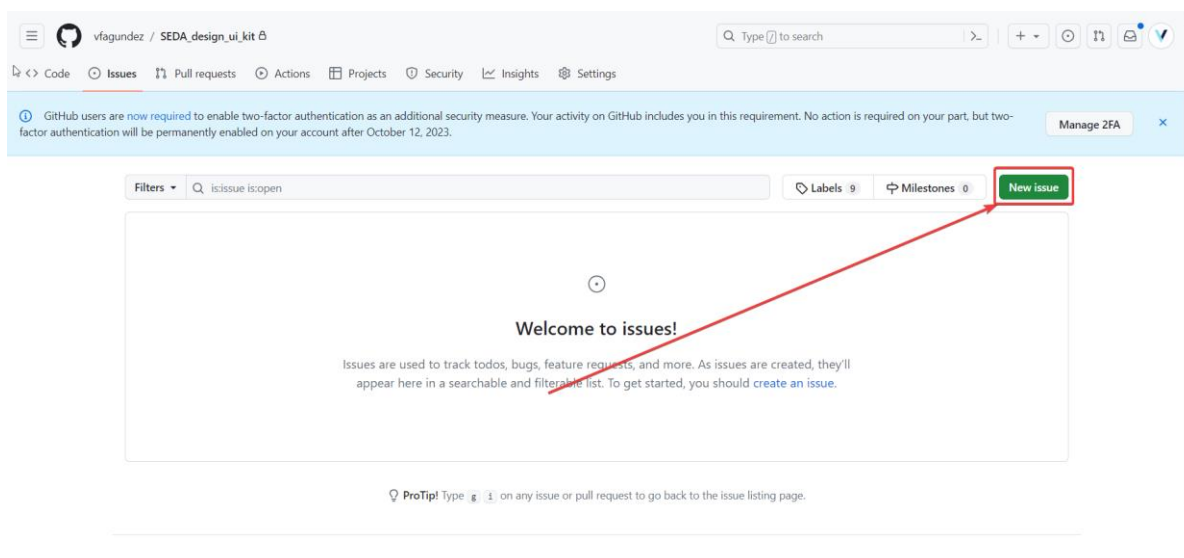 vfagundez / SEDA_design_ui_kit
Type / to search
Code Issues Pull requests Actions Projects Security Insights Settings
GitHub users are now required to enable two-factor authentication as an additional security measure. Your activity on GitHub includes you in this requirement. No action is required on your part, but two-
factor authentication will be permanently enabled on your account after October 12, 2023.
Manage 2FA
Filters is:issue is:open Labels 9 Milestones 0 New issue
Welcome to issues!
Issues are used to track todos, bugs, feature requests, and more. As issues are created, they'll
appear here in a searchable and filterable list. To get started, you should create an issue.
ProTip! Type g i on any issue or pull request to go back to the issue listing page.